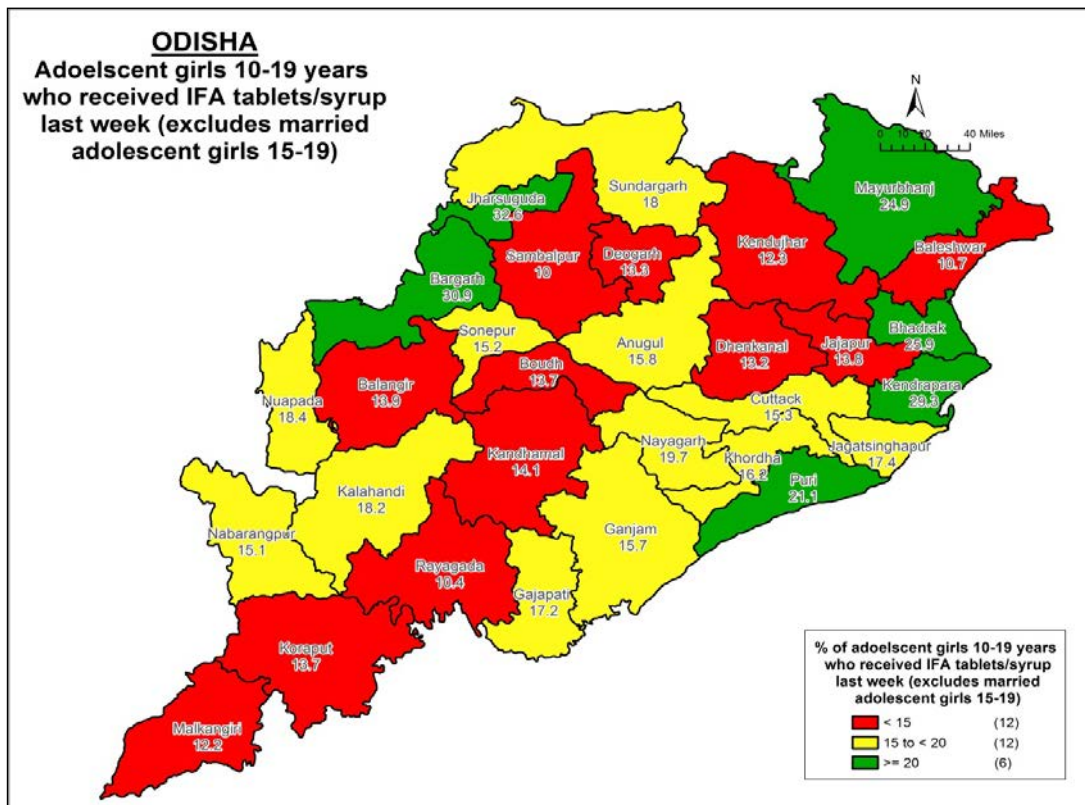 ODISHA
Adoelscent girls 10-19 years
who received IFA tablets/syrup
last week (excludes married
adolescent girls 15-19)
N
0 10 20 40 Miles
Sundargarh
18
Mayurbhanj
24.9
Jharsuguda
32.6
Sambalpur
10
Deogarh
13.3
Kendujhar
12.3
Baleshwar
10.7
Bargarh
30.9
Sonepur
15.2
Anugul
15.8
Bhadrak
25.9
Dhenkanal
13.2
Jajapur
13.8
Boudh
13.7
Balangir
13.9
Kendrapara
29.3
Nuapada
18.4
Cuttack
15.3
Nayagarh
19.7
Khordha
16.2
Jagatsinghapur
17.4
Kandhamal
14.1
Puri
21.1
Kalahandi
18.2
Nabarangpur
15.1
Ganjam
15.7
Rayagada
10.4
Gajapati
17.2
Koraput
13.7
Malkangiri
12.2
% of adoelscent girls 10-19 years
who received IFA tablets/syrup
last week (excludes married
adolescent girls 15-19)
< 15 (12)
15 to < 20 (12)
>= 20 (6)